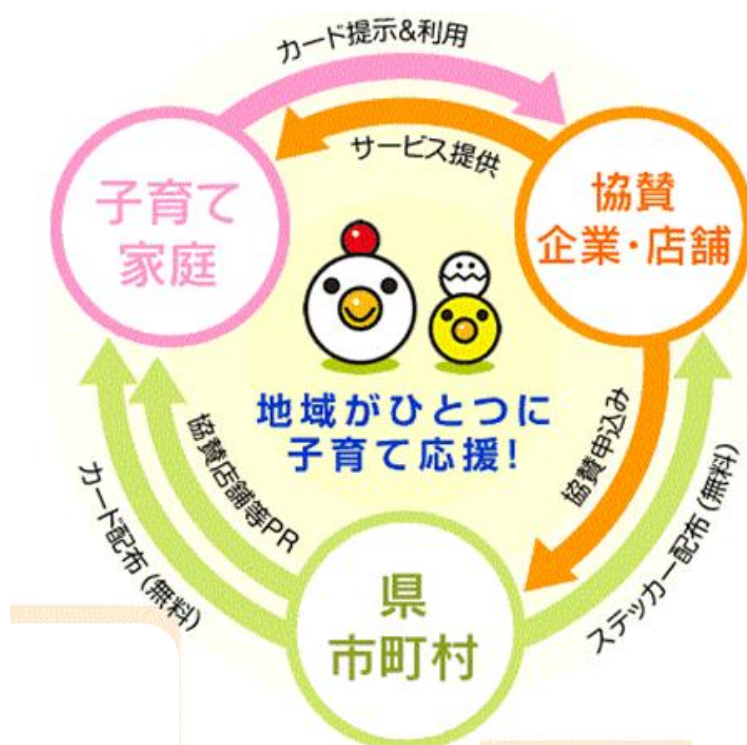 カード提示&利用
サービス提供
子育て
家庭
協賛
企業・店舗
地域がひとつに
子育て応援!
協賛店舗等PR
カード配布(無料)
協賛申込み
ステッカー配布(無料)
県
市町村